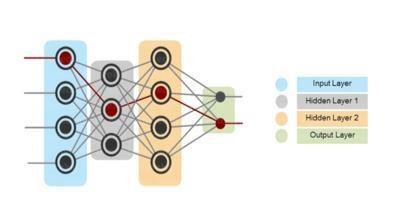 Input Layer
Hidden Layer 1
Hidden Layer 2
Output Layer